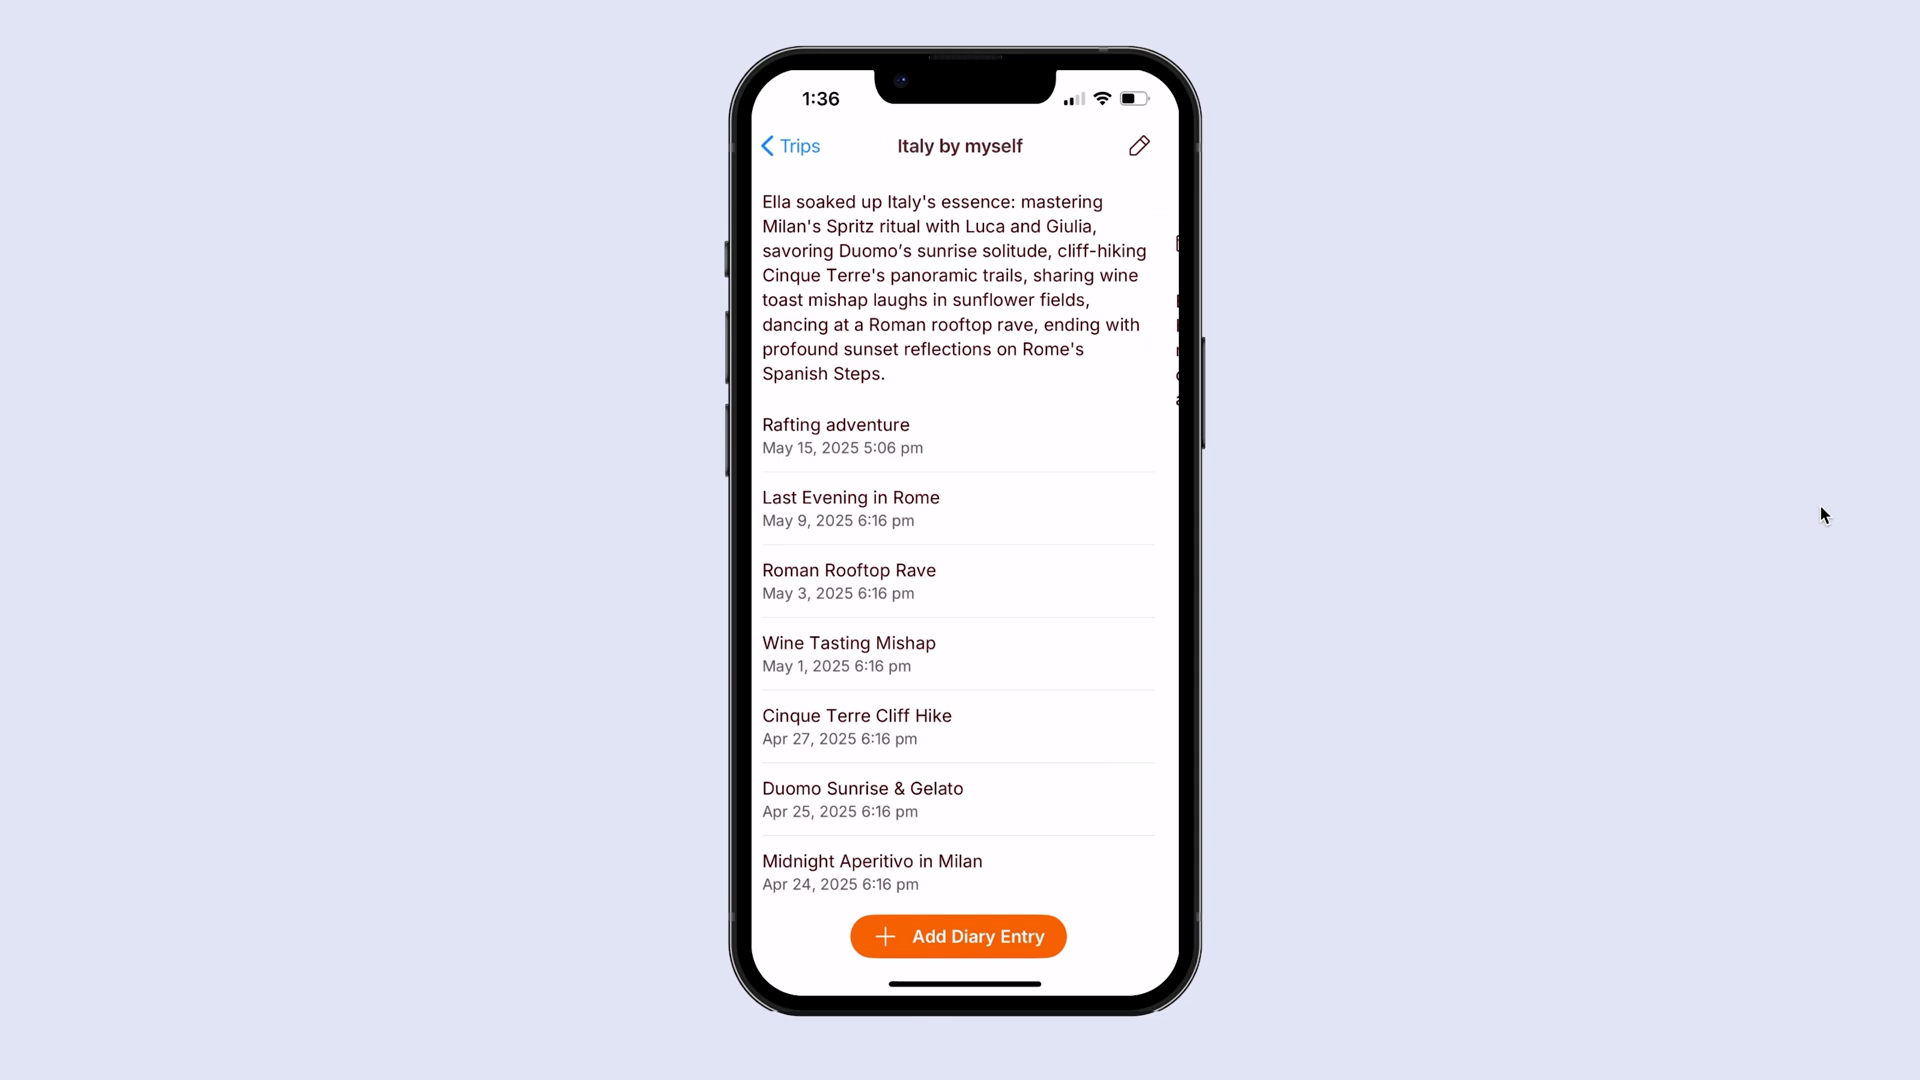 1:36
Trips
Italy by myself
Ella soaked up Italy's essence: mastering
Milan's Spritz ritual with Luca and Giulia,
savoring Duomo’s sunrise solitude, cliff-hiking
Cinque Terre's panoramic trails, sharing wine
toast mishap laughs in sunflower fields,
dancing at a Roman rooftop rave, ending with
profound sunset reflections on Rome's
Spanish Steps.
Rafting adventure
May 15, 2025 5:06 pm
Last Evening in Rome
May 9, 2025 6:16 pm
Roman Rooftop Rave
May 3, 2025 6:16 pm
Wine Tasting Mishap
May 1, 2025 6:16 pm
Cinque Terre Cliff Hike
Apr 27, 2025 6:16 pm
Duomo Sunrise & Gelato
Apr 25, 2025 6:16 pm
Midnight Aperitivo in Milan
Apr 24, 2025 6:16 pm
Add Diary Entry